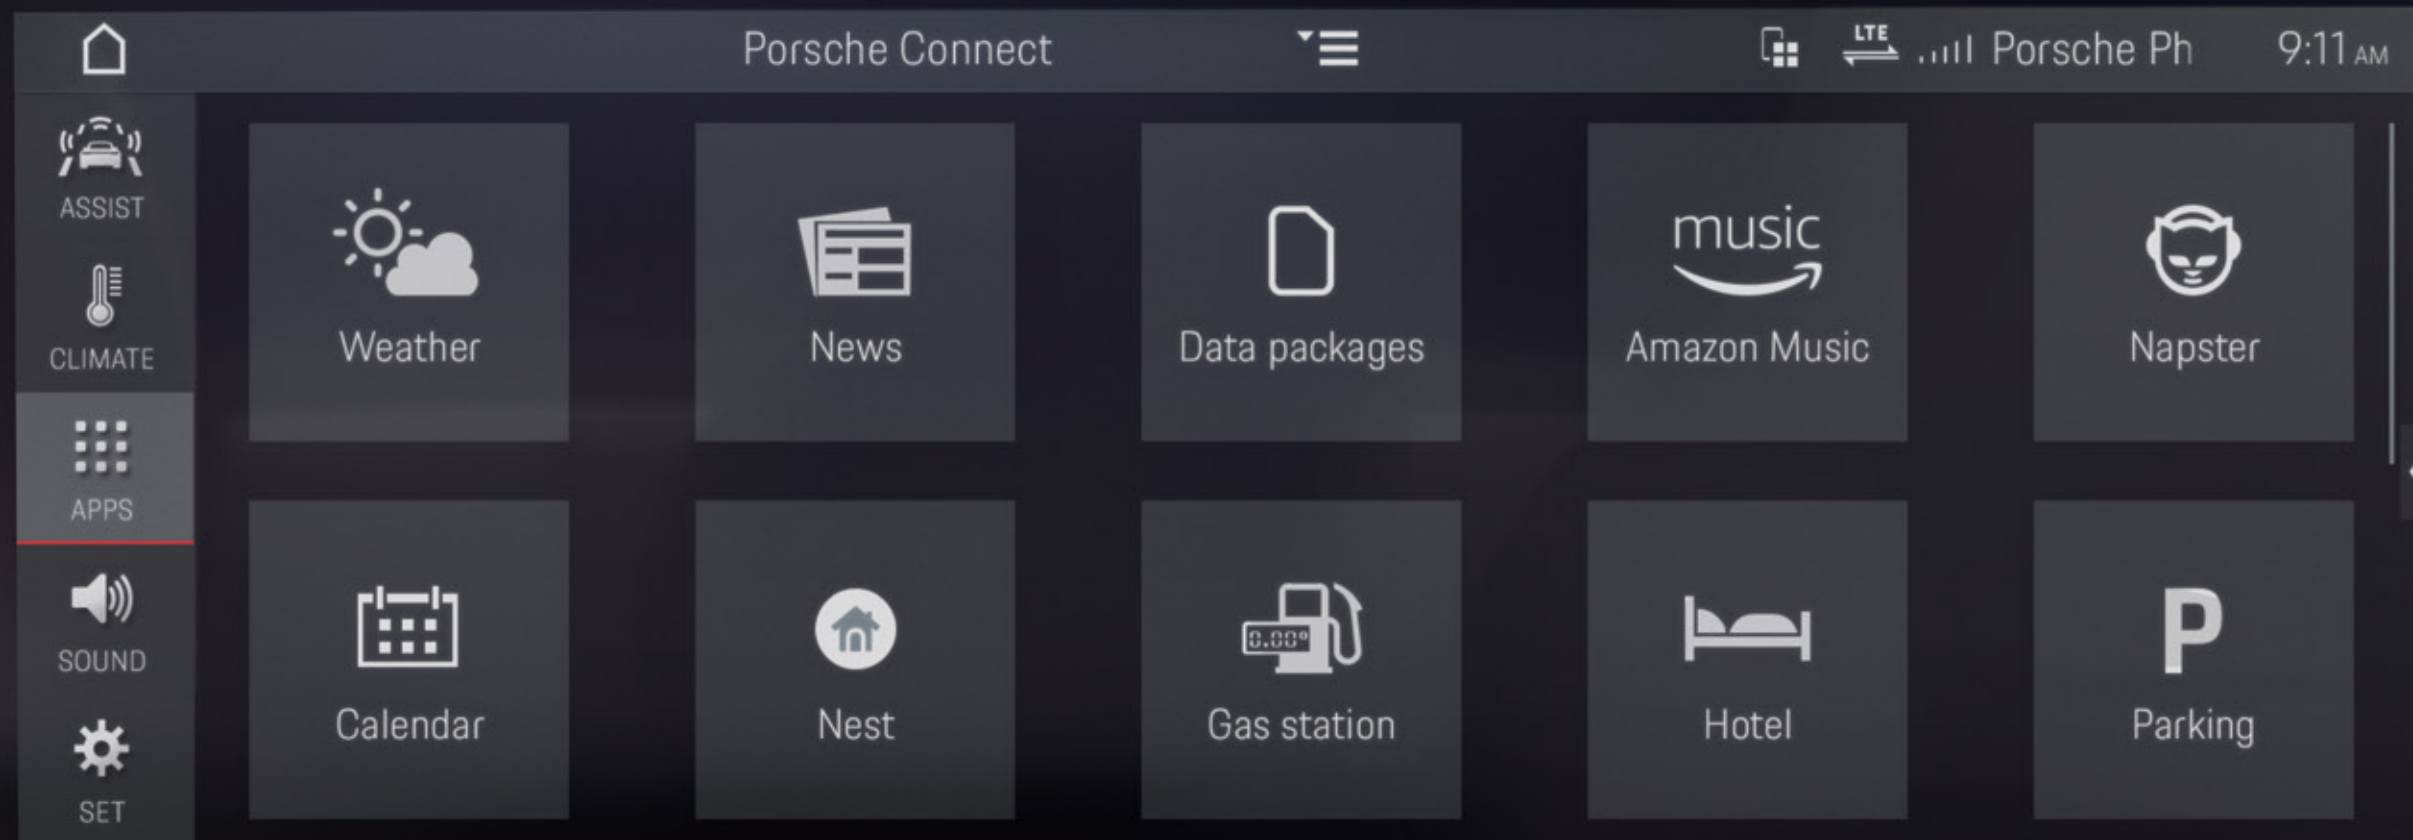 Porsche Connect
LTE Porsche Ph 9:11 AM
ASSIST
CLIMATE
APPS
SOUND
SET
Weather
News
Data packages
music
Amazon Music
Napster
Calendar
Nest
0.00⁰
Gas station
Hotel
P
Parking